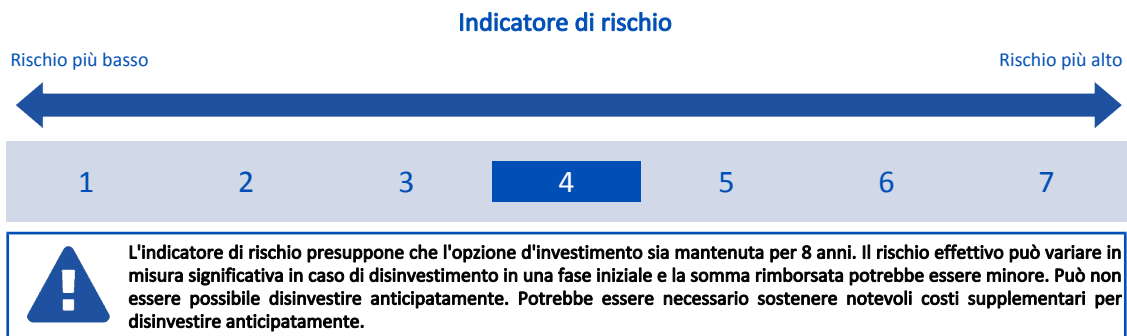 Indicatore di rischio
Rischio più basso
Rischio più alto
1 2 3 4 5 6 7
L'indicatore di rischio presuppone che l'opzione d'investimento sia mantenuta per 8 anni. Il rischio effettivo può variare in
misura significativa in caso di disinvestimento in una fase iniziale e la somma rimborsata potrebbe essere minore. Può non
essere possibile disinvestire anticipatamente. Potrebbe essere necessario sostenere notevoli costi supplementari per
disinvestire anticipatamente.